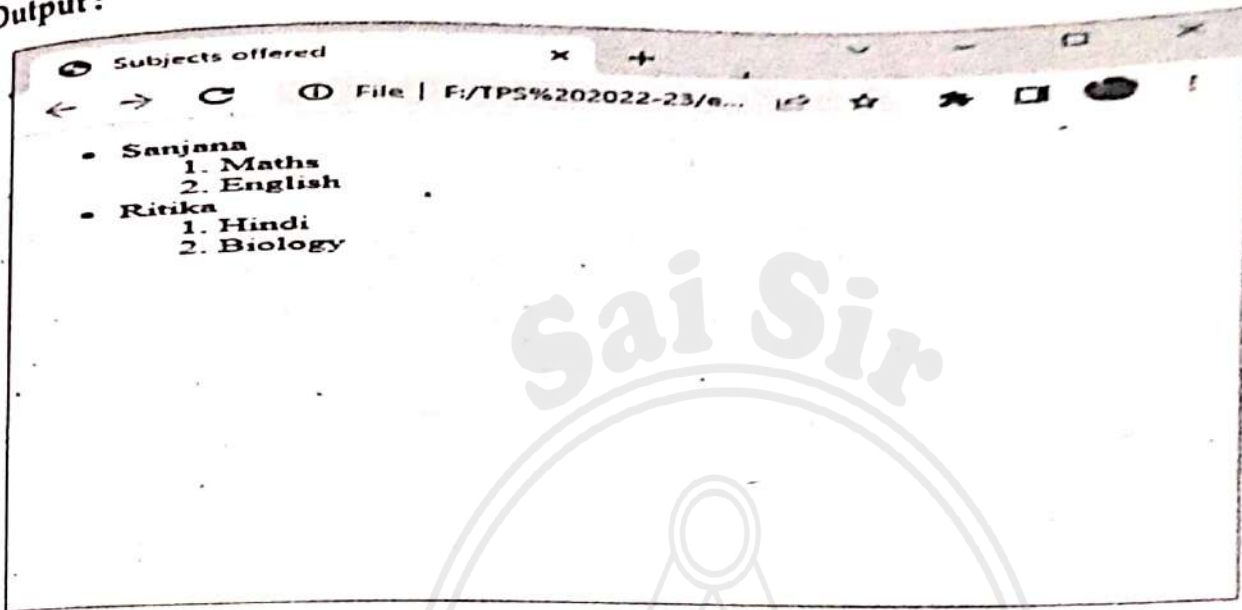 Output:
Subjects offered
File | F:/TPS%202022-23/e...
• Sanjana
1. Maths
2. English
• Ritika
1. Hindi
2. Biology
Sai Sir